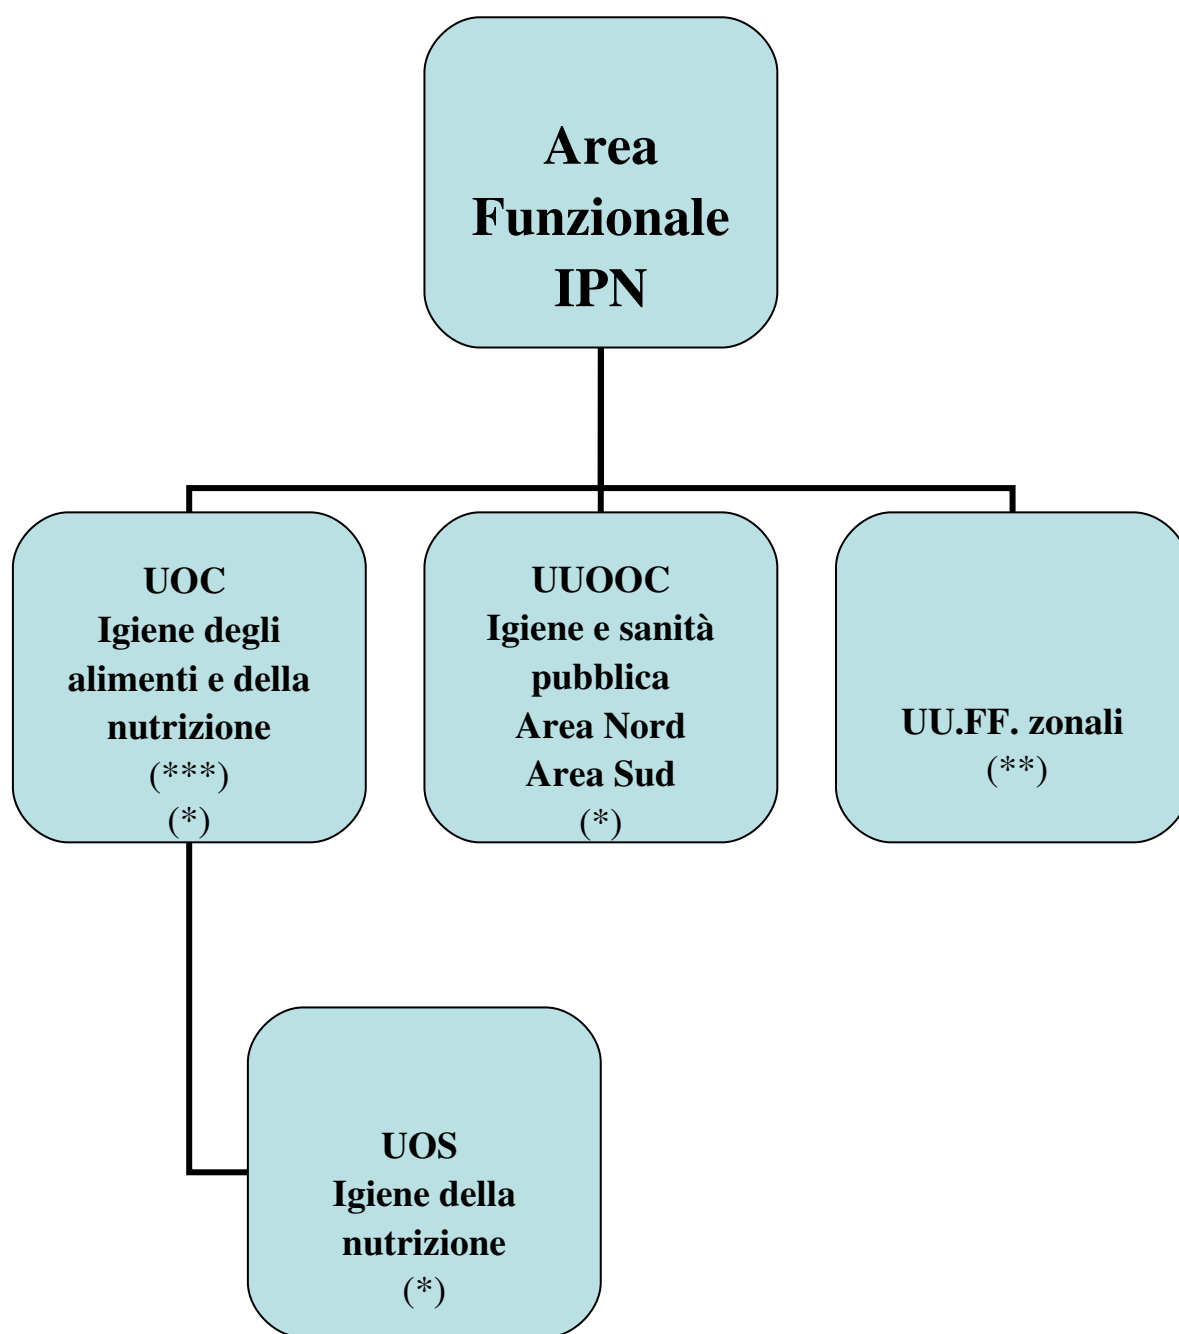 Area
Funzionale
IPN
UOC
Igiene degli
alimenti e della
nutrizione
(***)
(*)
UUOOC
Igiene e sanità
pubblica
Area Nord
Area Sud
(*)
UU.FF. zonali
(**)
UOS
Igiene della
nutrizione
(*)